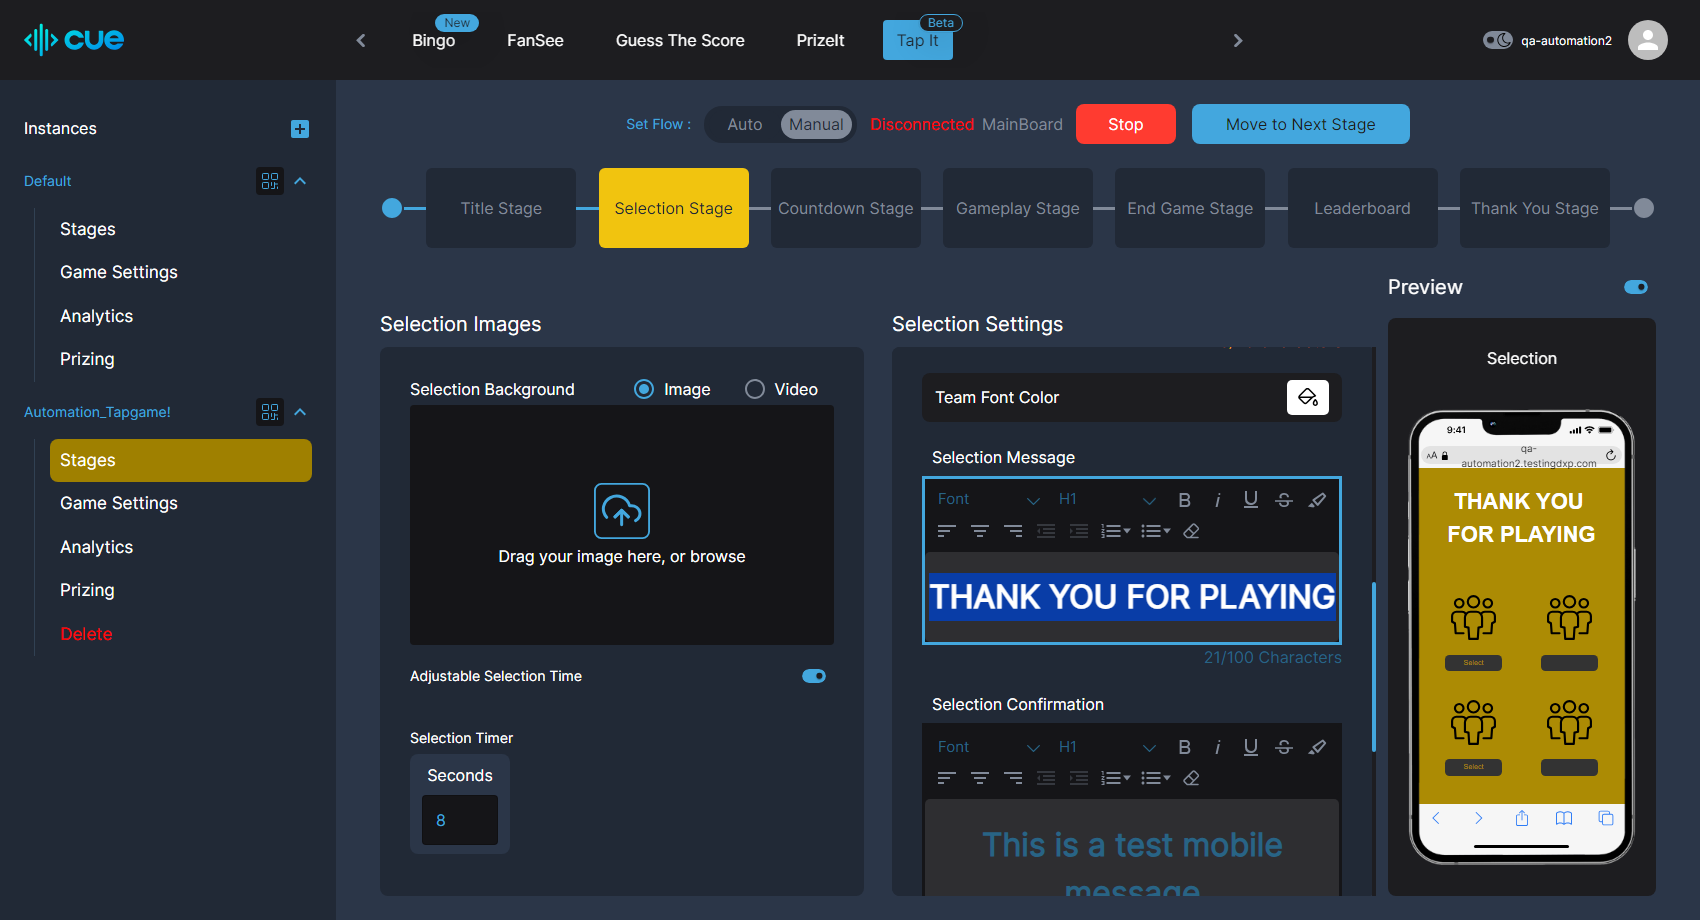 cue
New
Bingo
FanSee
Guess The Score
PrizeIt
Beta
Tap It
qa-automation2
Instances
Default
Stages
Game Settings
Analytics
Prizing
Automation_Tapgame!
Stages
Game Settings
Analytics
Prizing
Delete
Set Flow :
Auto
Manual
Disconnected MainBoard
Stop
Move to Next Stage
Title Stage
Selection Stage
Countdown Stage
Gameplay Stage
End Game Stage
Leaderboard
Thank You Stage
Selection Images
Selection Background
Image
Video
Drag your image here, or browse
Adjustable Selection Time
Selection Timer
Seconds
8
Selection Settings
Team Font Color
Selection Message
Font
H1
B
i
U
S
THANK YOU FOR PLAYING
21/100 Characters
Selection Confirmation
Font
H1
B
i
U
S
This is a test mobile
message
Preview
Selection
9:41
AA
qa-
automation2.testingdxp.com
THANK YOU
FOR PLAYING
Select
Select